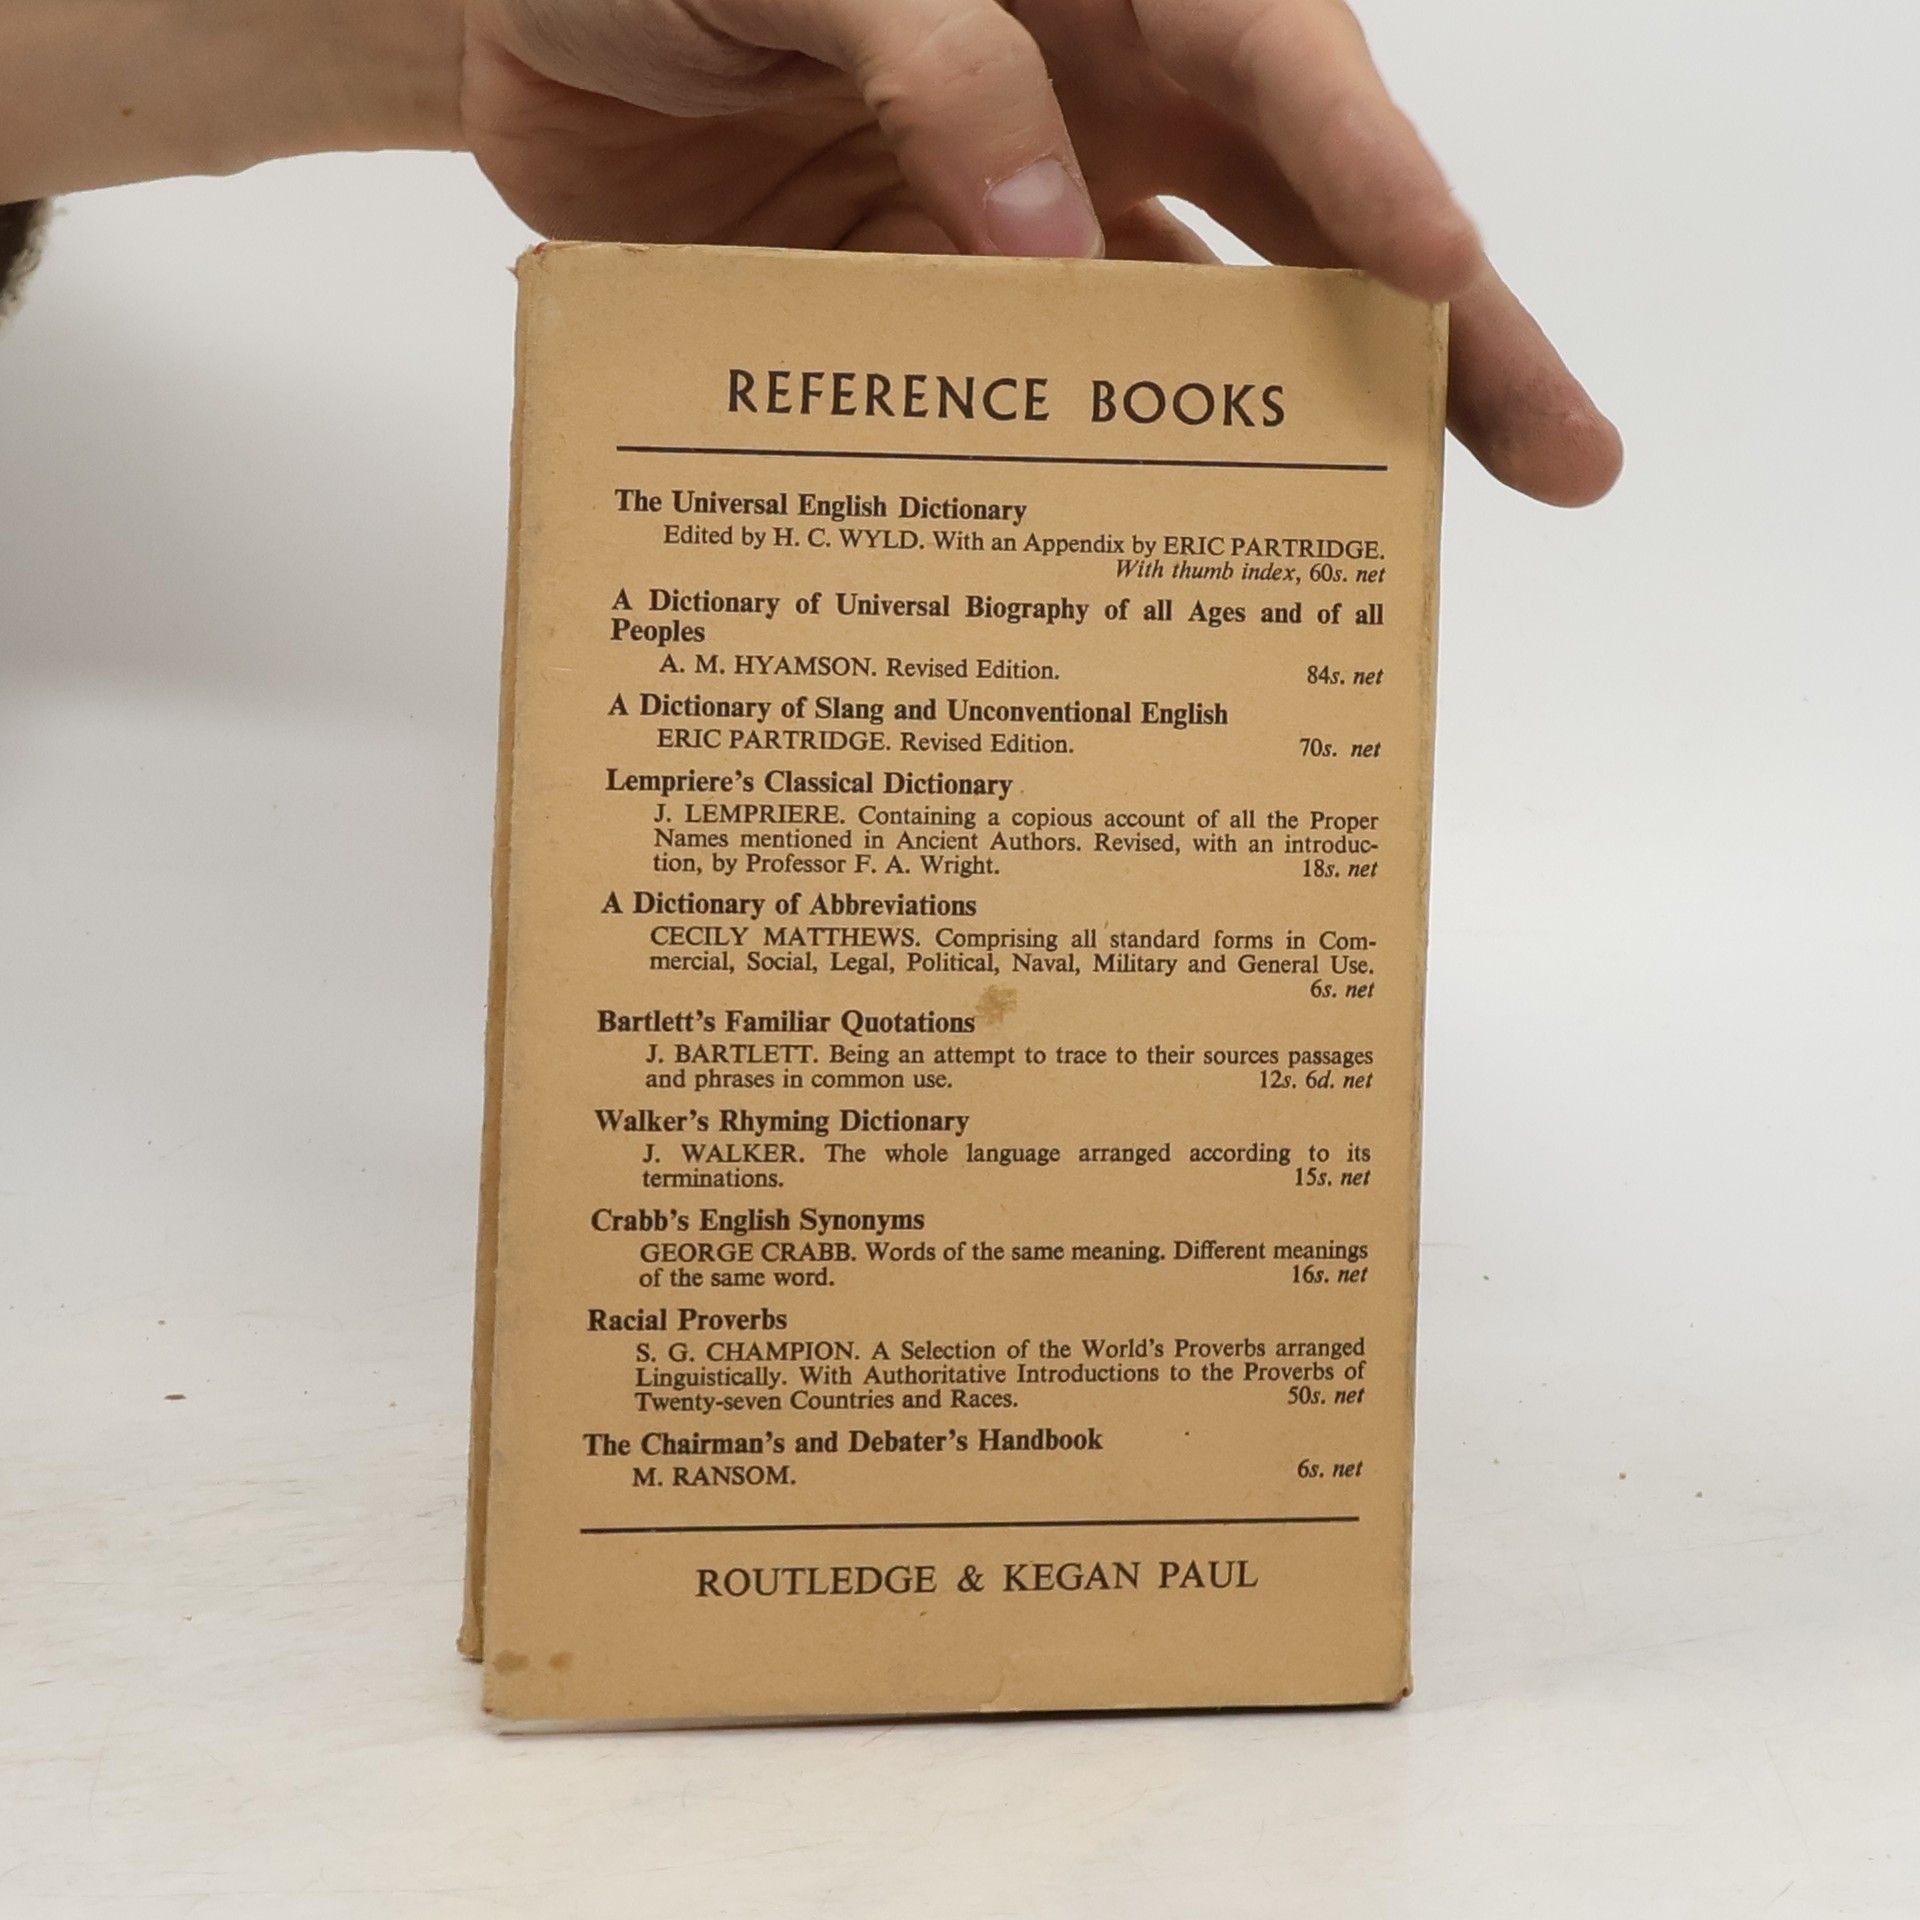 REFERENCE BOOKS
The Universal English Dictionary
Edited by H. C. WYLD. With an Appendix by ERIC PARTRIDGE.
With thumb index, 60s. net
A Dictionary of Universal Biography of all Ages and of all
Peoples
A. M. HYAMSON. Revised Edition. 84s. net
A Dictionary of Slang and Unconventional English
ERIC PARTRIDGE. Revised Edition. 70s. net
Lempriere's Classical Dictionary
J. LEMPRIERE. Containing a copious account of all the Proper
Names mentioned in Ancient Authors. Revised, with an introduc-
tion, by Professor F. A. Wright. 18s. net
A Dictionary of Abbreviations
CECILY MATTHEWS. Comprising all standard forms in Com-
mercial, Social, Legal, Political, Naval, Military and General Use.
6s. net
Bartlett's Familiar Quotations
J. BARTLETT. Being an attempt to trace to their sources passages
and phrases in common use. 12s. 6d. net
Walker's Rhyming Dictionary
J. WALKER. The whole language arranged according to its
terminations. 15s. net
Crabb's English Synonyms
GEORGE CRABB. Words of the same meaning. Different meanings
of the same word. 16s. net
Racial Proverbs
S. G. CHAMPION. A Selection of the World's Proverbs arranged
Linguistically. With Authoritative Introductions to the Proverbs of
Twenty-seven Countries and Races. 50s. net
The Chairman's and Debater's Handbook
M. RANSOM. 6s. net
ROUTLEDGE & KEGAN PAUL